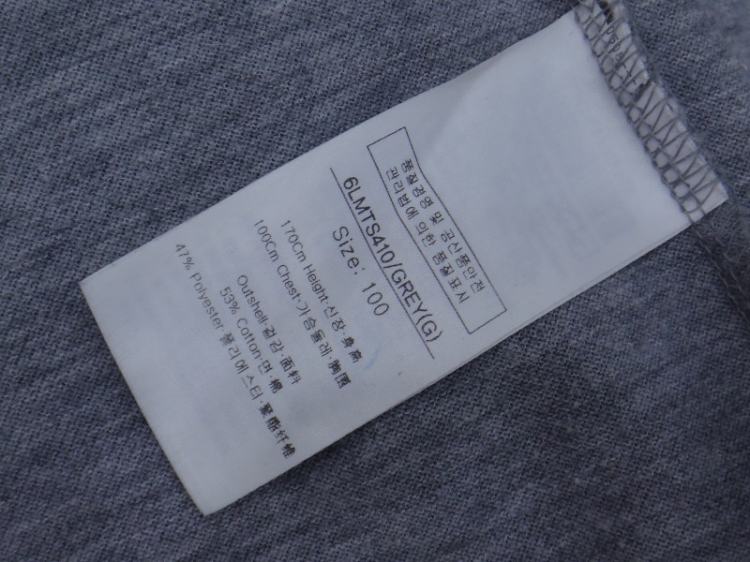 품질경영 및 공산품안전
관리법에 의한 품질표시
6LMTS410/GREY(G)
Size: 100
170Cm Height·신장·身高
100Cm Chest·가슴둘레·胸围
Outshell·겉감·面料
53% Cotton·면·棉
47% Polyester·폴리에스터·聚酯纤维